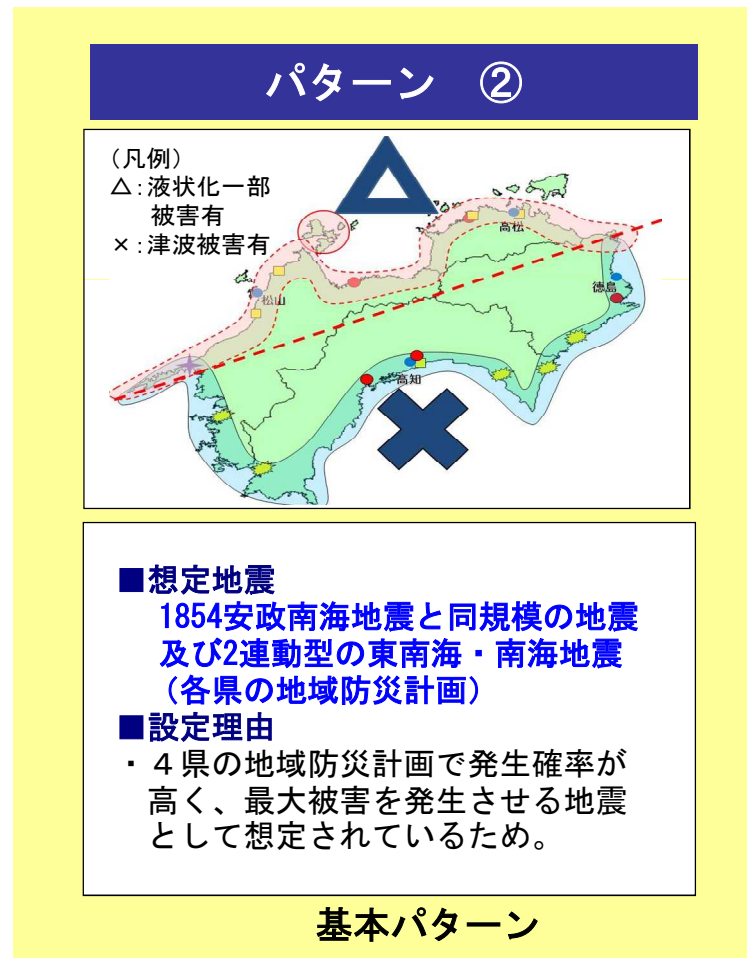 パターン ②
(凡例)
△:液状化一部
被害有
×:津波被害有
高松
徳島
松山
高知
■想定地震
1854安政南海地震と同規模の地震
及び2連動型の東南海・南海地震
(各県の地域防災計画)
■設定理由
・４県の地域防災計画で発生確率が
高く、最大被害を発生させる地震
として想定されているため。
基本パターン